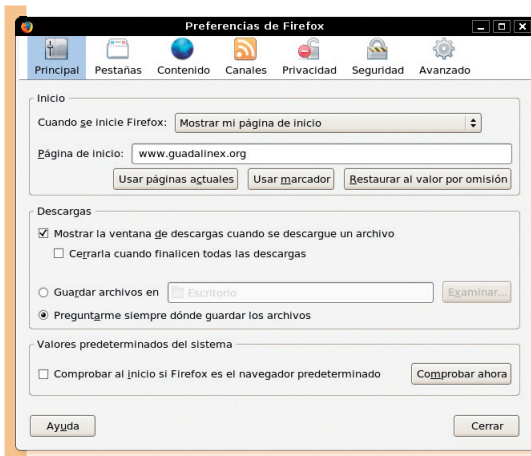 Preferencias de Firefox
Principal Pestañas Contenido Canales Privacidad Seguridad Avanzado
Inicio
Cuando se inicie Firefox: Mostrar mi página de inicio
Página de inicio: www.guadalinex.org
Usar páginas actuales Usar marcador Restaurar al valor por omisión
Descargas
Mostrar la ventana de descargas cuando se descargue un archivo
Cerrarla cuando finalicen todas las descargas
Guardar archivos en Escritorio Examinar...
Preguntarme siempre dónde guardar los archivos
Valores predeterminados del sistema
Comprobar al inicio si Firefox es el navegador predeterminado Comprobar ahora
Ayuda Cerrar